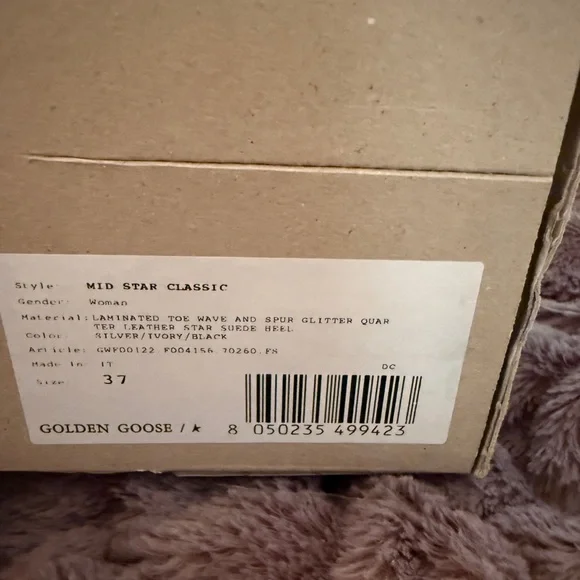 Style: MID STAR CLASSIC
Gender: Woman
Material: LAMINATED TOE WAVE AND SPUR GLITTER QUAR
TER LEATHER STAR SUEDE HEEL
Color: SILVER/IVORY/BLACK
Article: GWF00122 F004156 70260.FS
Made In IT
DC
Size 37
GOLDEN GOOSE /★ 8 050235 499423